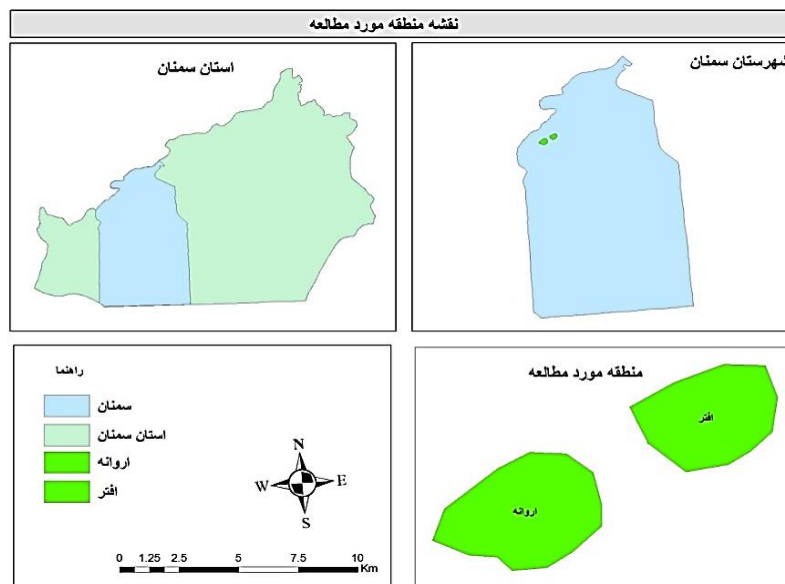 نقشه منطقه مورد مطالعه
شهرستان سمنان
استان سمنان
منطقه مورد مطالعه
افتر
اروانه
راهنما
سمنان
استان سمنان
اروانه
افتر
N
W E
S
0 1.25 2.5 5 7.5 10
Km